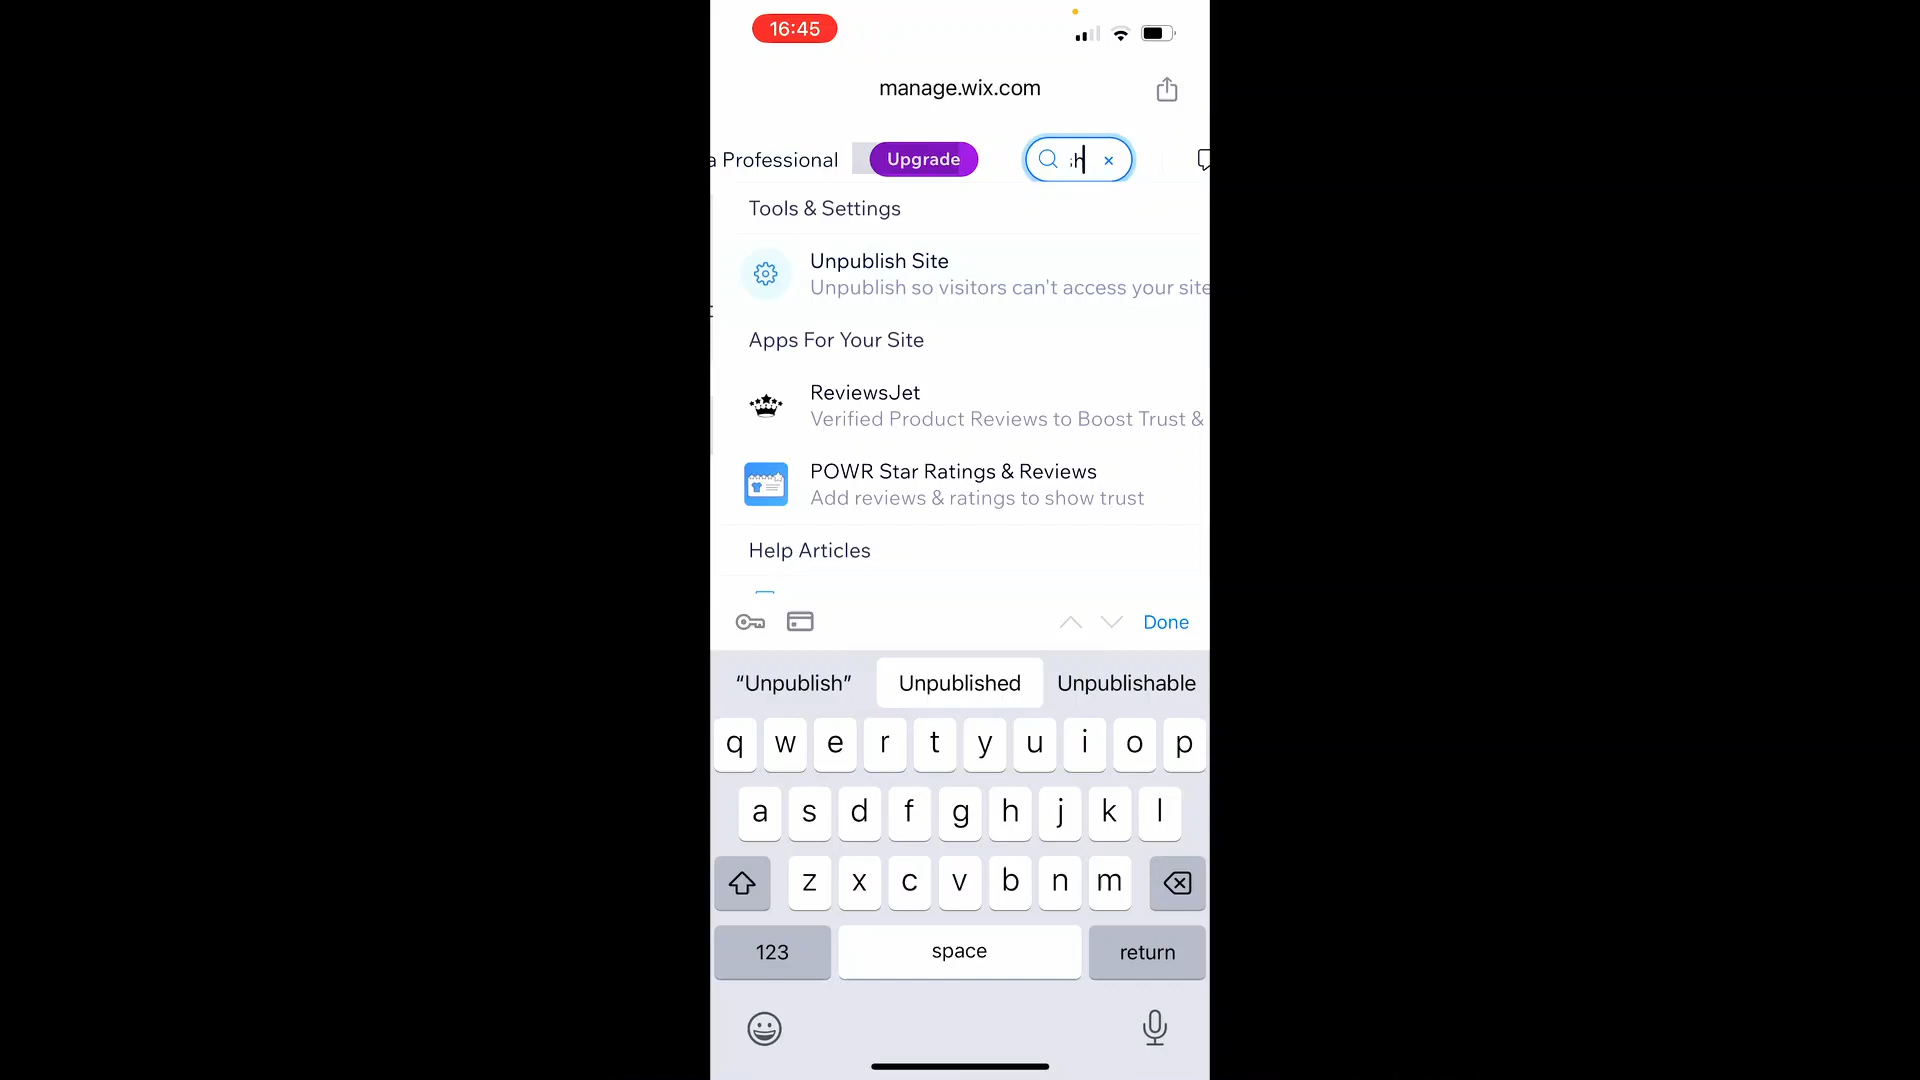 16:45
manage.wix.com
a Professional
Upgrade
h
Tools & Settings
Unpublish Site
Unpublish so visitors can't access your site
Apps For Your Site
ReviewsJet
Verified Product Reviews to Boost Trust &
POWR Star Ratings & Reviews
Add reviews & ratings to show trust
Help Articles
Done
“Unpublish” Unpublished Unpublishable
q w e r t y u i o p
a s d f g h j k l
z x c v b n m
123 space return